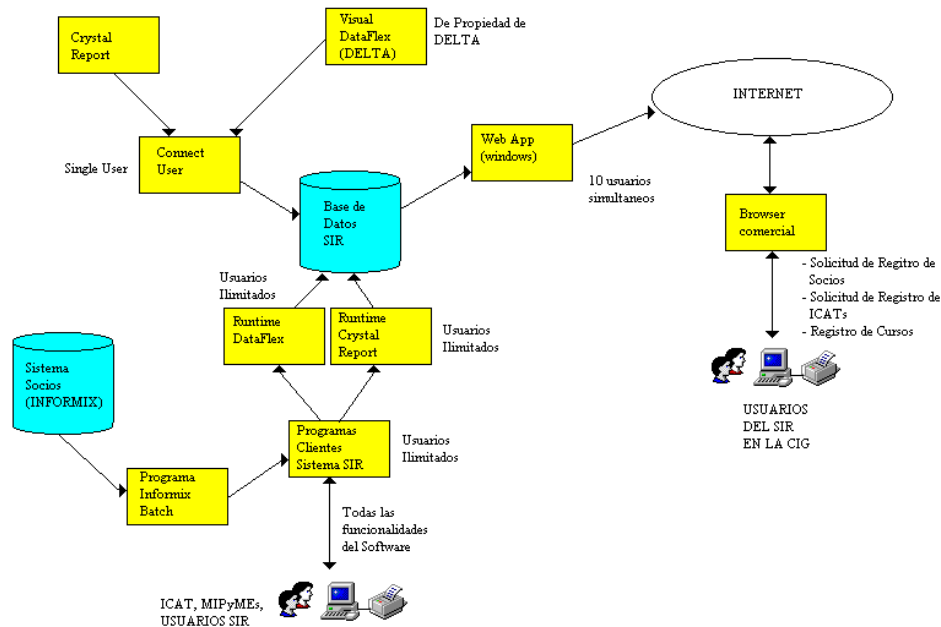 Crystal
Report
Visual
DataFlex
(DELTA)
De Propiedad de
DELTA
INTERNET
Single User
Connect
User
Web App
(windows)
10 usuarios
simultaneos
Base de
Datos
SIR
Browser
comercial
- Solicitud de Regitro de
Socios
- Solicitud de Registro de
ICATs
- Registro de Cursos
Usuarios
Ilimitados
Runtime
DataFlex
Runtime
Crystal
Report
Usuarios
Ilimitados
Sistema
Socios
(INFORMIX)
Programas
Clientes
Sistema SIR
Usuarios
Ilimitados
USUARIOS
DEL SIR
EN LA CIG
Programa
Informix
Batch
Todas las
funcionalidades
del Software
ICAT, MIPyMEs,
USUARIOS SIR